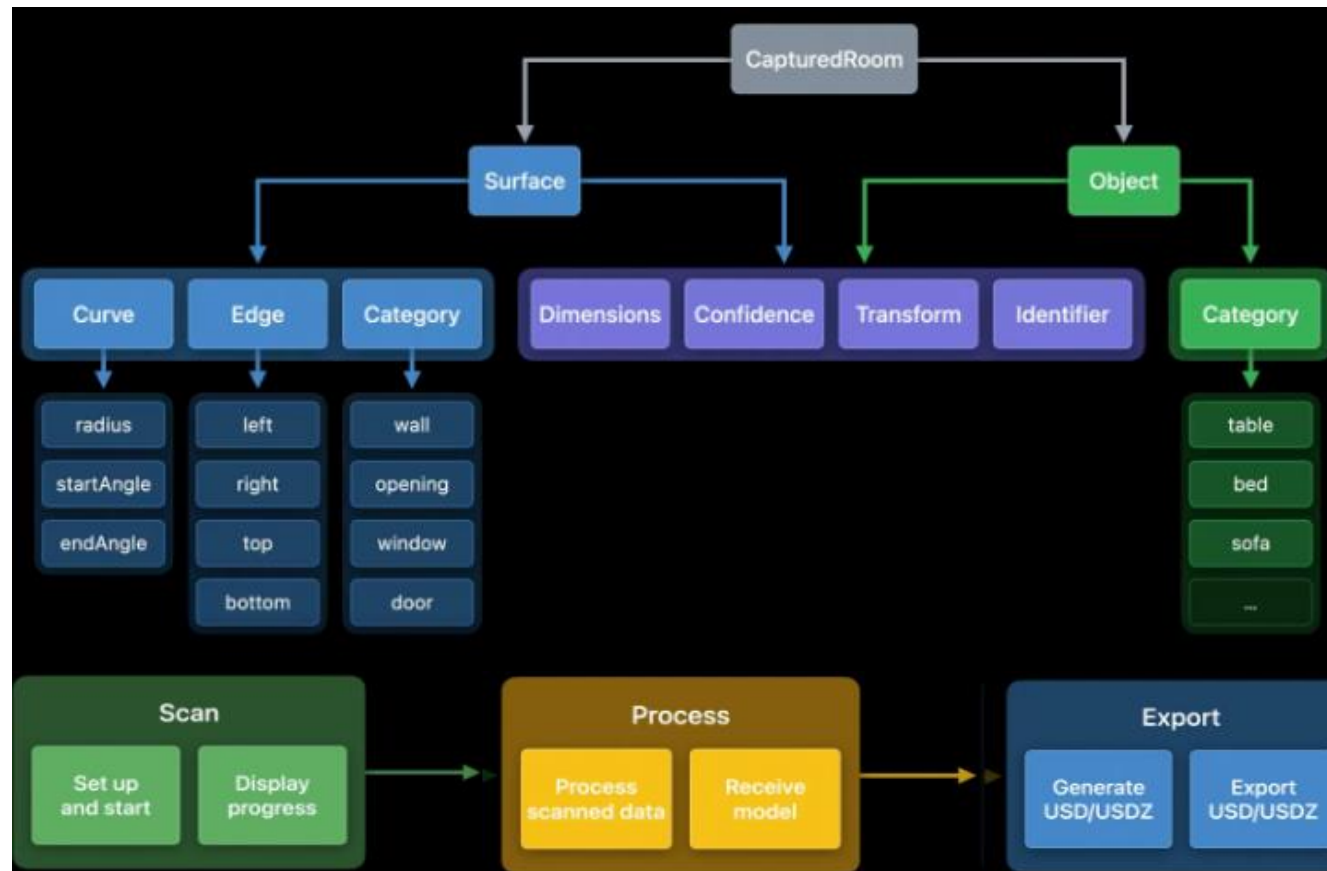 CapturedRoom
Surface
Object
Curve
Edge
Category
Dimensions
Confidence
Transform
Identifier
Category
radius
left
wall
table
startAngle
right
opening
bed
endAngle
top
window
sofa
bottom
door
...
Scan
Process
Export
Set up
and start
Display
progress
Process
scanned data
Receive
model
Generate
USD/USDZ
Export
USD/USDZ